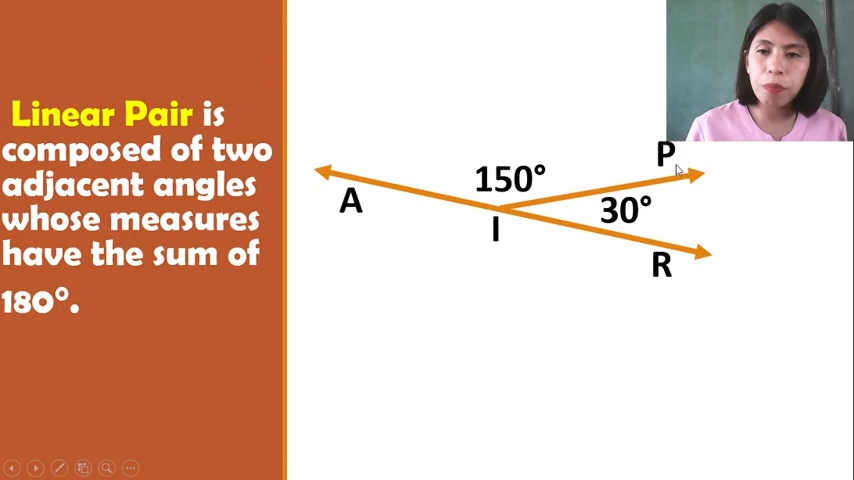 Linear Pair is
composed of two
adjacent angles
whose measures
have the sum of
180°.
150°
P
A
30°
I
R